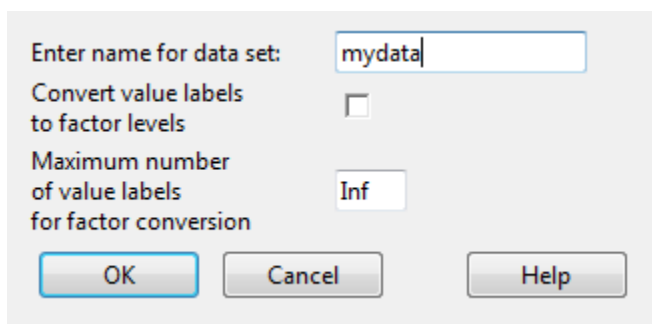 Enter name for data set: mydata
Convert value labels
to factor levels
Maximum number
of value labels Inf
for factor conversion
OK Cancel Help